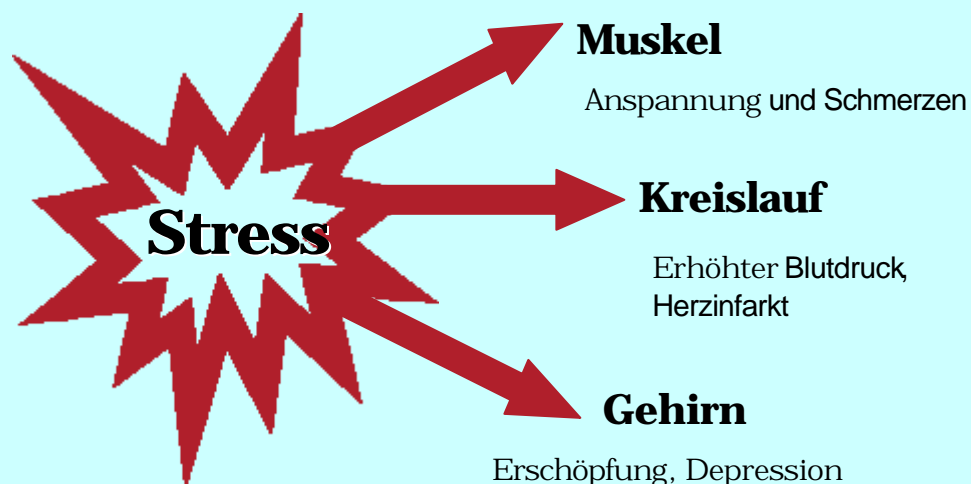 Muskel
Anspannung und Schmerzen
Stress
Kreislauf
Erhöhter Blutdruck,
Herzinfarkt
Gehirn
Erschöpfung, Depression